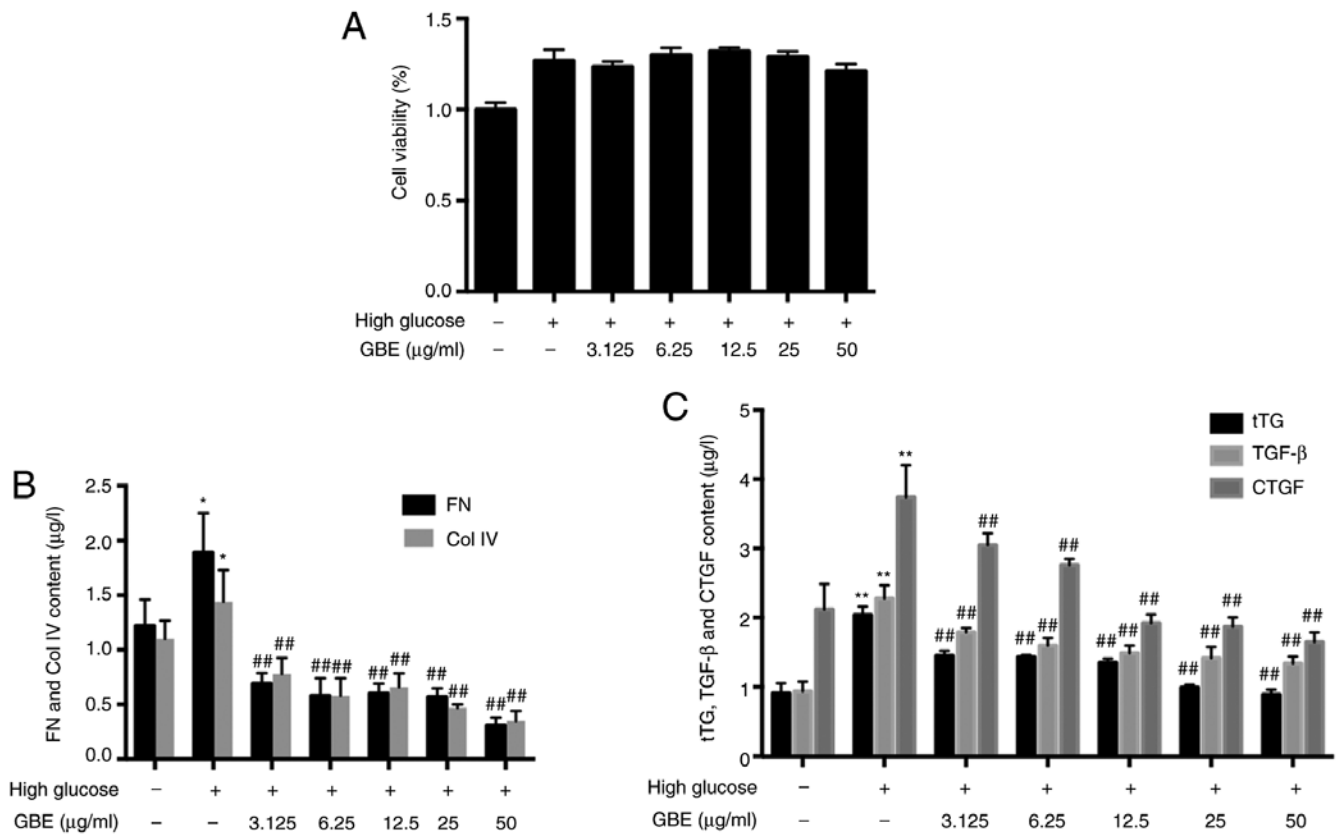 A
Cell viability (%)
1.5
1.0
0.5
0.0
High glucose – + + + + + +
GBE (μg/ml) – – 3.125 6.25 12.5 25 50
B
FN and Col IV content (μg/l)
2.5
2.0
1.5
1.0
0.5
0.0
FN
Col IV
* *
## ## ## ## ## ## ## ## ## ##
High glucose – + + + + + +
GBE (μg/ml) – – 3.125 6.25 12.5 25 50
C
tTG, TGF-β and CTGF content (μg/l)
5
4
3
2
1
0
tTG
TGF-β
CTGF
** ** **
## ## ## ## ## ## ## ## ## ## ## ## ## ## ##
High glucose – + + + + + +
GBE (μg/ml) – – 3.125 6.25 12.5 25 50